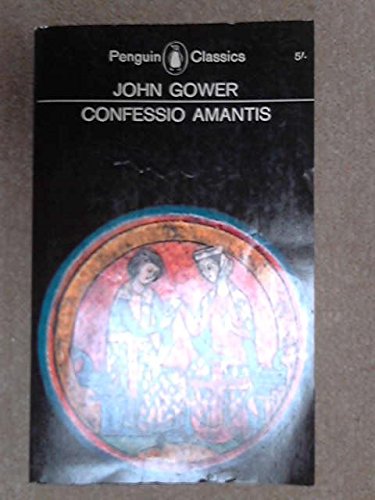 Penguin Classics 5/-
JOHN GOWER
CONFESSIO AMANTIS